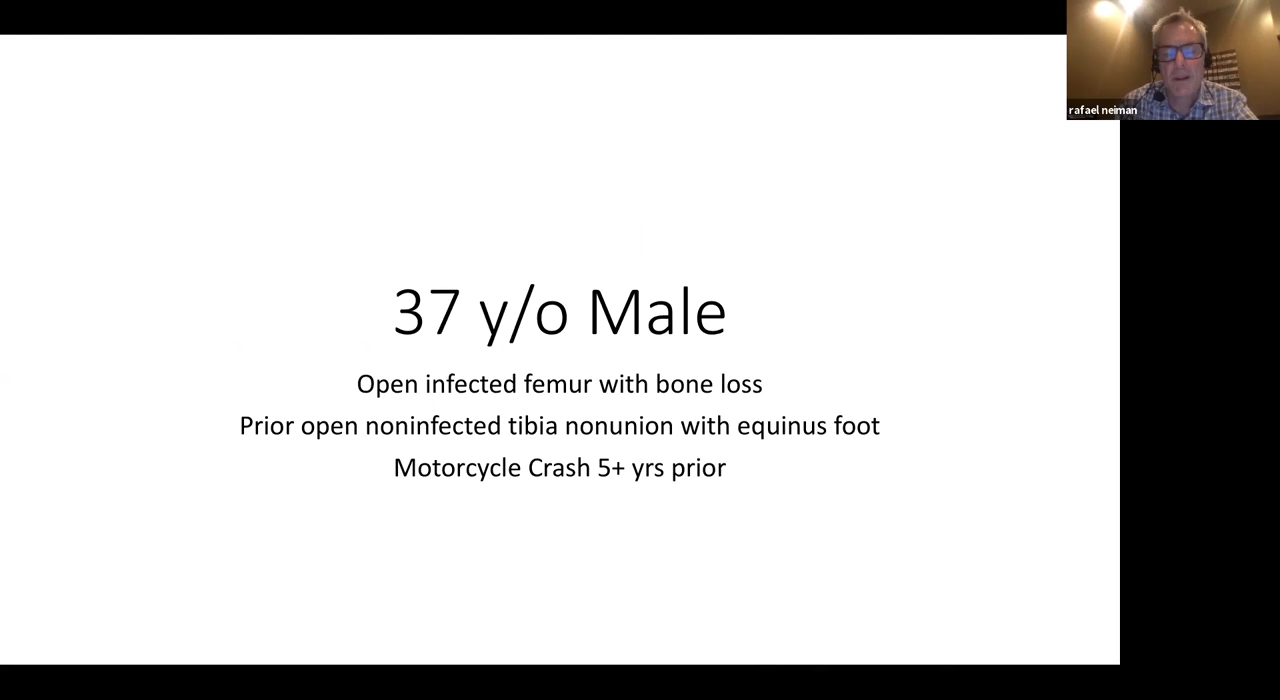 rafael neiman
37 y/o Male
Open infected femur with bone loss
Prior open noninfected tibia nonunion with equinus foot
Motorcycle Crash 5+ yrs prior